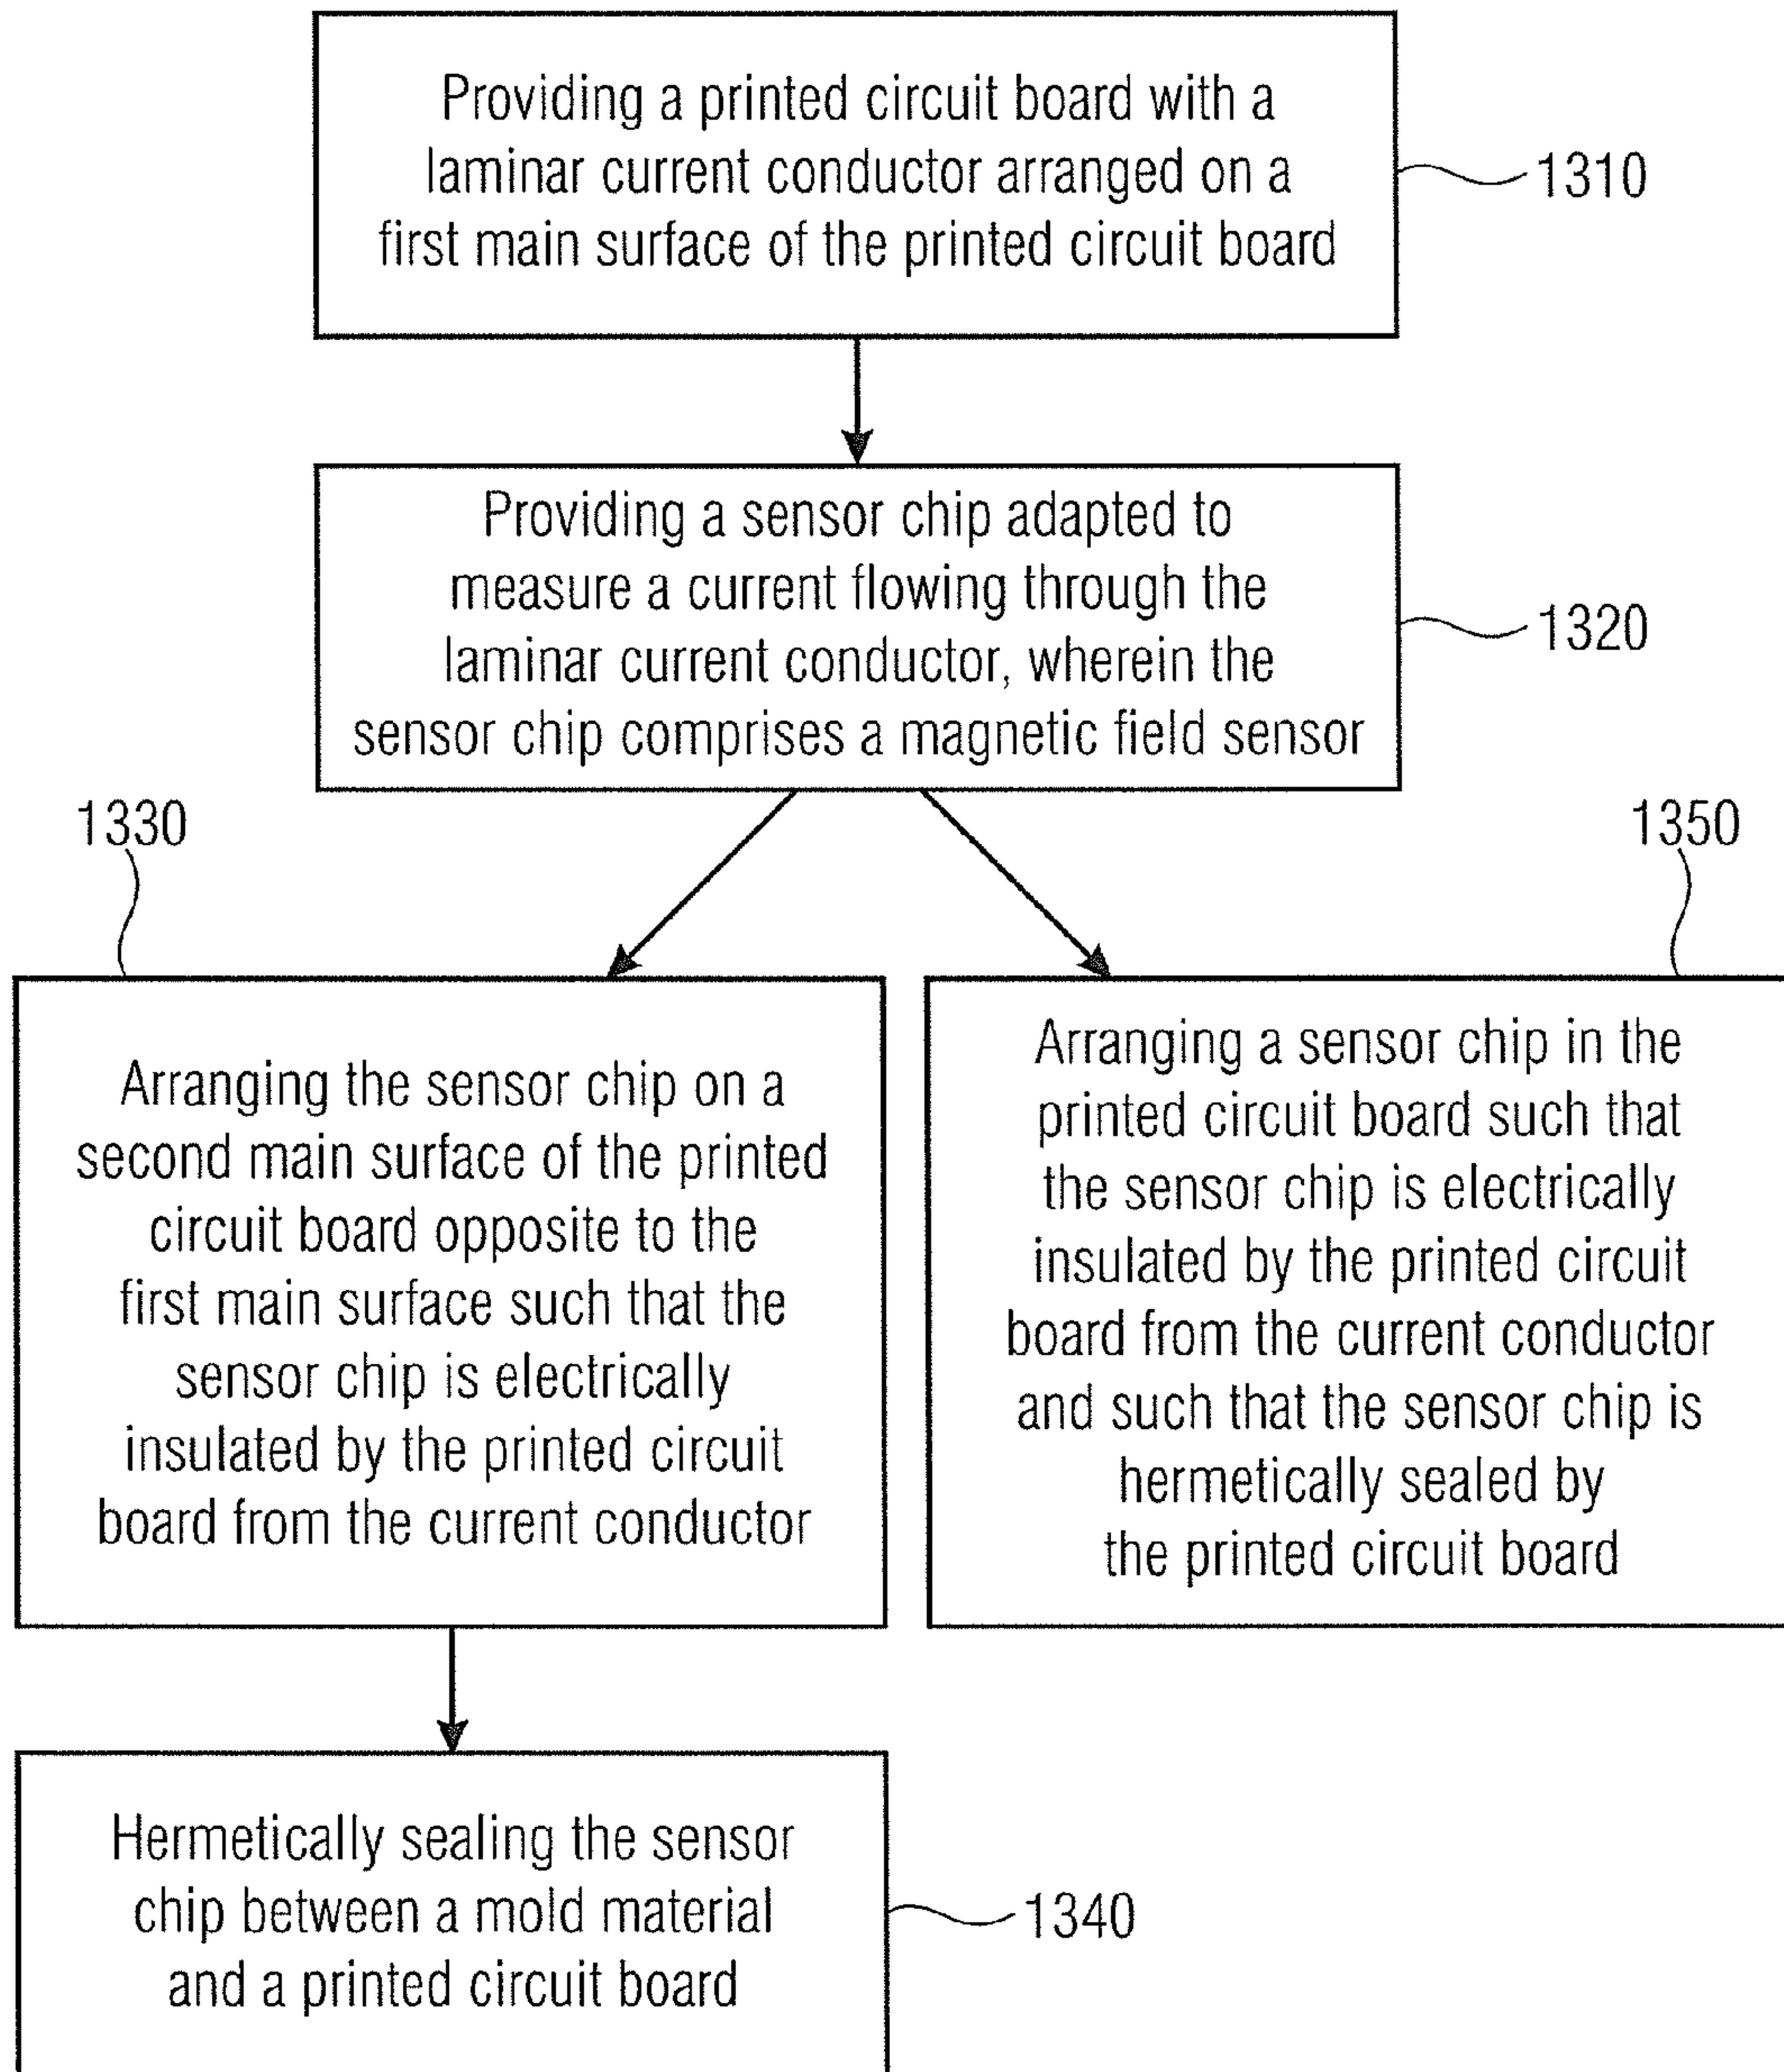 Providing a printed circuit board with a
laminar current conductor arranged on a
first main surface of the printed circuit board
1310
Providing a sensor chip adapted to
measure a current flowing through the
laminar current conductor, wherein the
sensor chip comprises a magnetic field sensor
1320
1330
1350
Arranging the sensor chip on a
second main surface of the printed
circuit board opposite to the
first main surface such that the
sensor chip is electrically
insulated by the printed circuit
board from the current conductor
Arranging a sensor chip in the
printed circuit board such that
the sensor chip is electrically
insulated by the printed circuit
board from the current conductor
and such that the sensor chip is
hermetically sealed by
the printed circuit board
Hermetically sealing the sensor
chip between a mold material
and a printed circuit board
1340